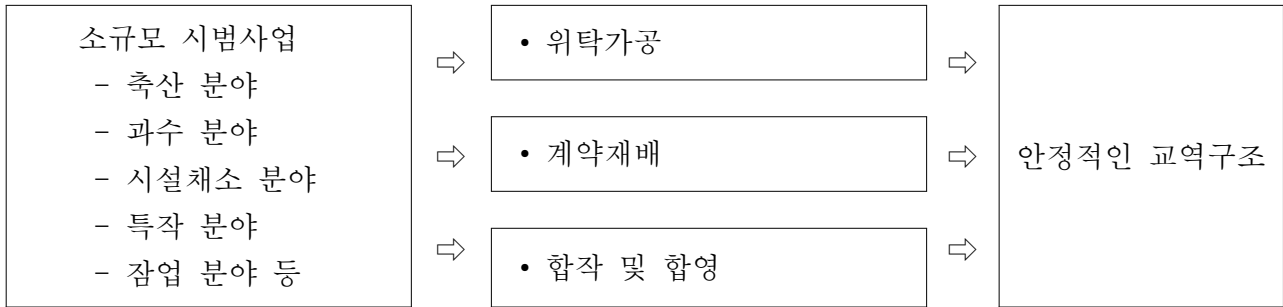 소규모 시범사업
- 축산 분야
- 과수 분야
- 시설채소 분야
- 특작 분야
- 잠업 분야 등
⇨
• 위탁가공
⇨
⇨
• 계약재배
⇨
⇨
• 합작 및 합영
⇨
안정적인 교역구조